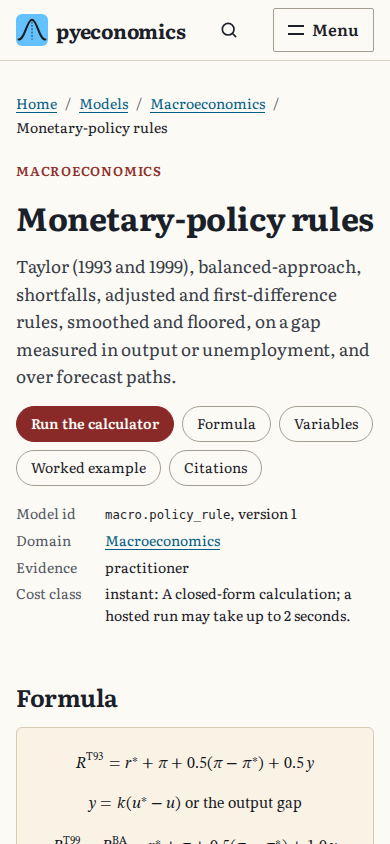 pyeconomics
Menu
Home / Models / Macroeconomics /
Monetary-policy rules
MACROECONOMICS
Monetary-policy rules
Taylor (1993 and 1999), balanced-approach,
shortfalls, adjusted and first-difference
rules, smoothed and floored, on a gap
measured in output or unemployment, and
over forecast paths.
Run the calculator
Formula
Variables
Worked example
Citations
Model id macro.policy_rule, version 1
Domain Macroeconomics
Evidence practitioner
Cost class instant: A closed-form calculation; a
hosted run may take up to 2 seconds.
Formula
R^T93 = r* + π + 0.5(π − π*) + 0.5 y
y = k(u* − u) or the output gap